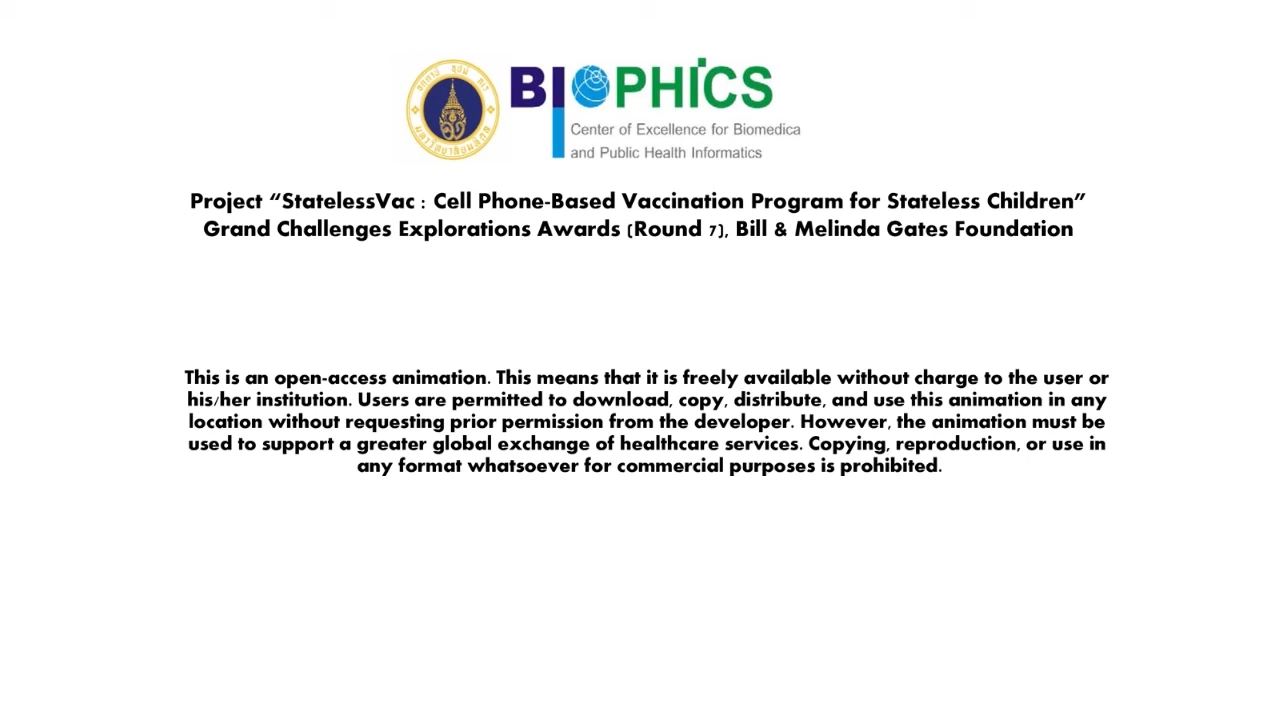 BIOPHICS
Center of Excellence for Biomedica
and Public Health Informatics
Project “StatelessVac : Cell Phone-Based Vaccination Program for Stateless Children”
Grand Challenges Explorations Awards (Round 7), Bill & Melinda Gates Foundation
This is an open-access animation. This means that it is freely available without charge to the user or
his/her institution. Users are permitted to download, copy, distribute, and use this animation in any
location without requesting prior permission from the developer. However, the animation must be
used to support a greater global exchange of healthcare services. Copying, reproduction, or use in
any format whatsoever for commercial purposes is prohibited.